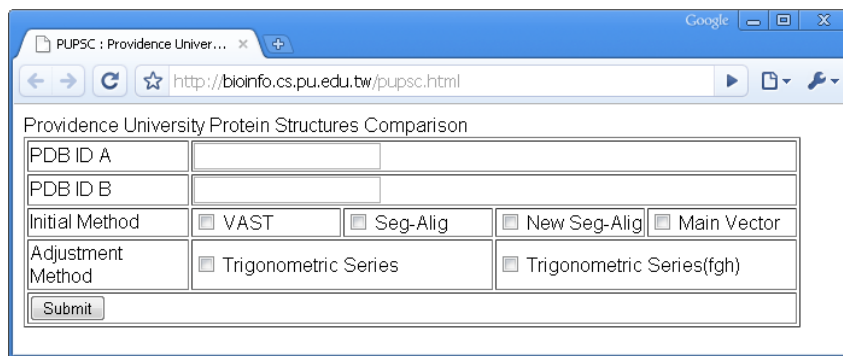 Google
PUPSC : Providence Univer...
http://bioinfo.cs.pu.edu.tw/pupsc.html
Providence University Protein Structures Comparison
PDB ID A
PDB ID B
Initial Method VAST Seg-Alig New Seg-Alig Main Vector
Adjustment
Method
Trigonometric Series Trigonometric Series(fgh)
Submit